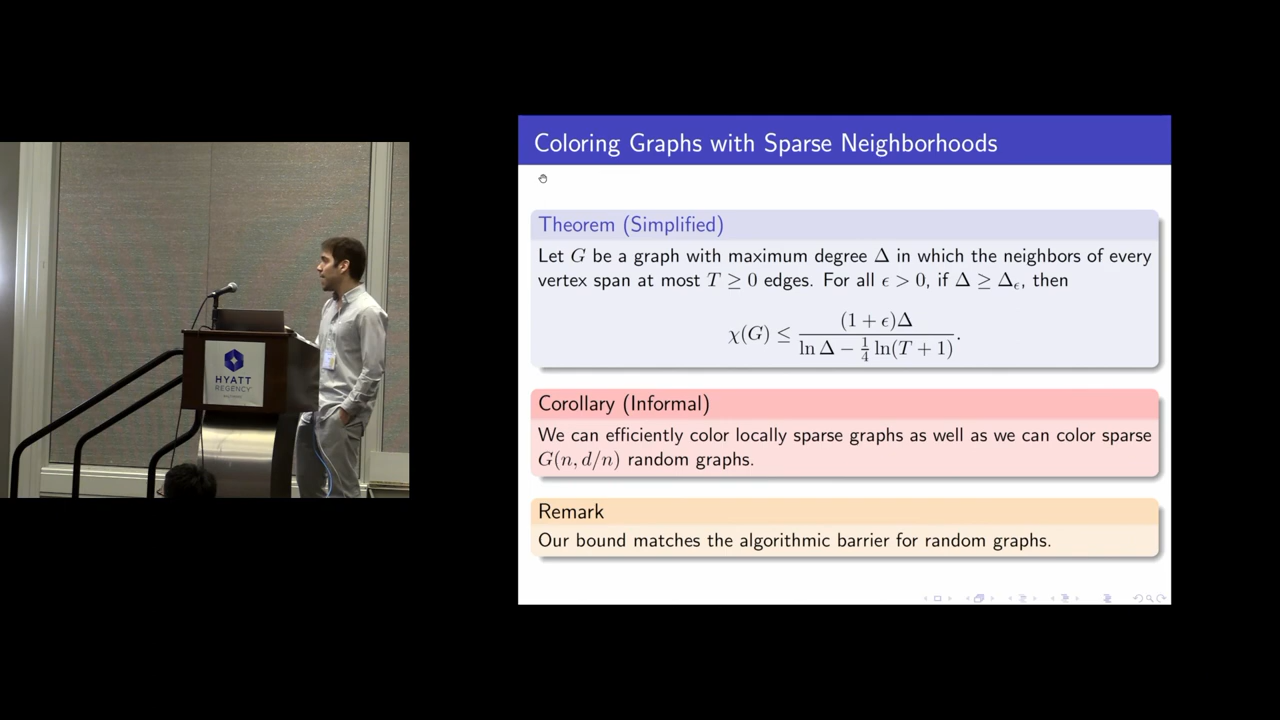 HYATT
REGENCY
Coloring Graphs with Sparse Neighborhoods
Theorem (Simplified)
Let G be a graph with maximum degree Δ in which the neighbors of every
vertex span at most T ≥ 0 edges. For all ϵ > 0, if Δ ≥ Δ_ϵ, then
χ(G) ≤ (1 + ϵ)Δ / (ln Δ − 1/4 ln(T + 1)).
Corollary (Informal)
We can efficiently color locally sparse graphs as well as we can color sparse
G(n, d/n) random graphs.
Remark
Our bound matches the algorithmic barrier for random graphs.